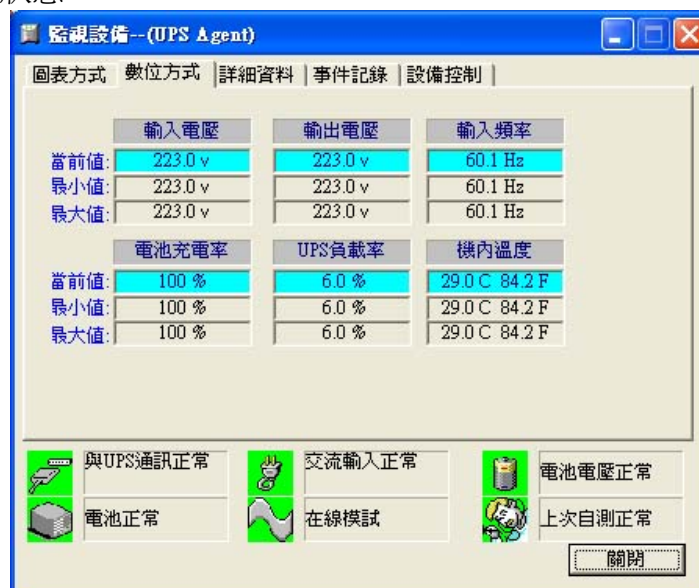 監視設備--(UPS Agent)
圖表方式 數位方式 詳細資料 事件記錄 設備控制
輸入電壓 輸出電壓 輸入頻率
當前值: 223.0 v 223.0 v 60.1 Hz
最小值: 223.0 v 223.0 v 60.1 Hz
最大值: 223.0 v 223.0 v 60.1 Hz
電池充電率 UPS負載率 機內溫度
當前值: 100 % 6.0 % 29.0 C 84.2 F
最小值: 100 % 6.0 % 29.0 C 84.2 F
最大值: 100 % 6.0 % 29.0 C 84.2 F
與UPS通訊正常 交流輸入正常 電池電壓正常
電池正常 在線模試 上次自測正常
關閉